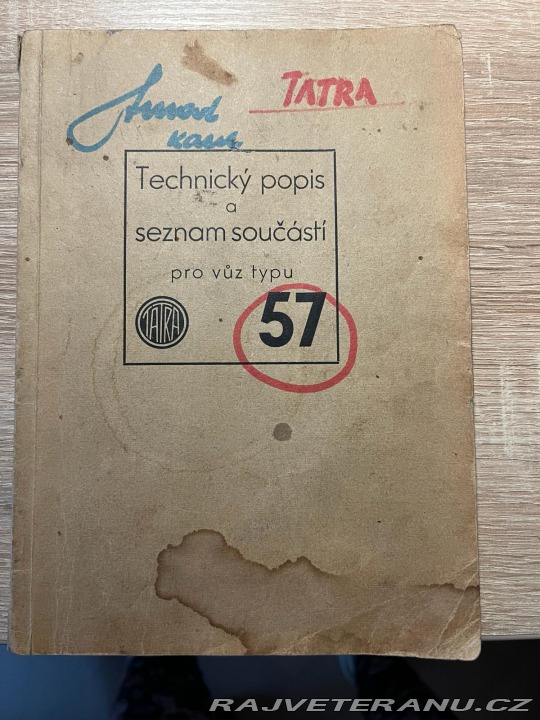 TATRA
Technický popis
a
seznam součástí
pro vůz typu
57
TATRA
RAJVETERANU.CZ